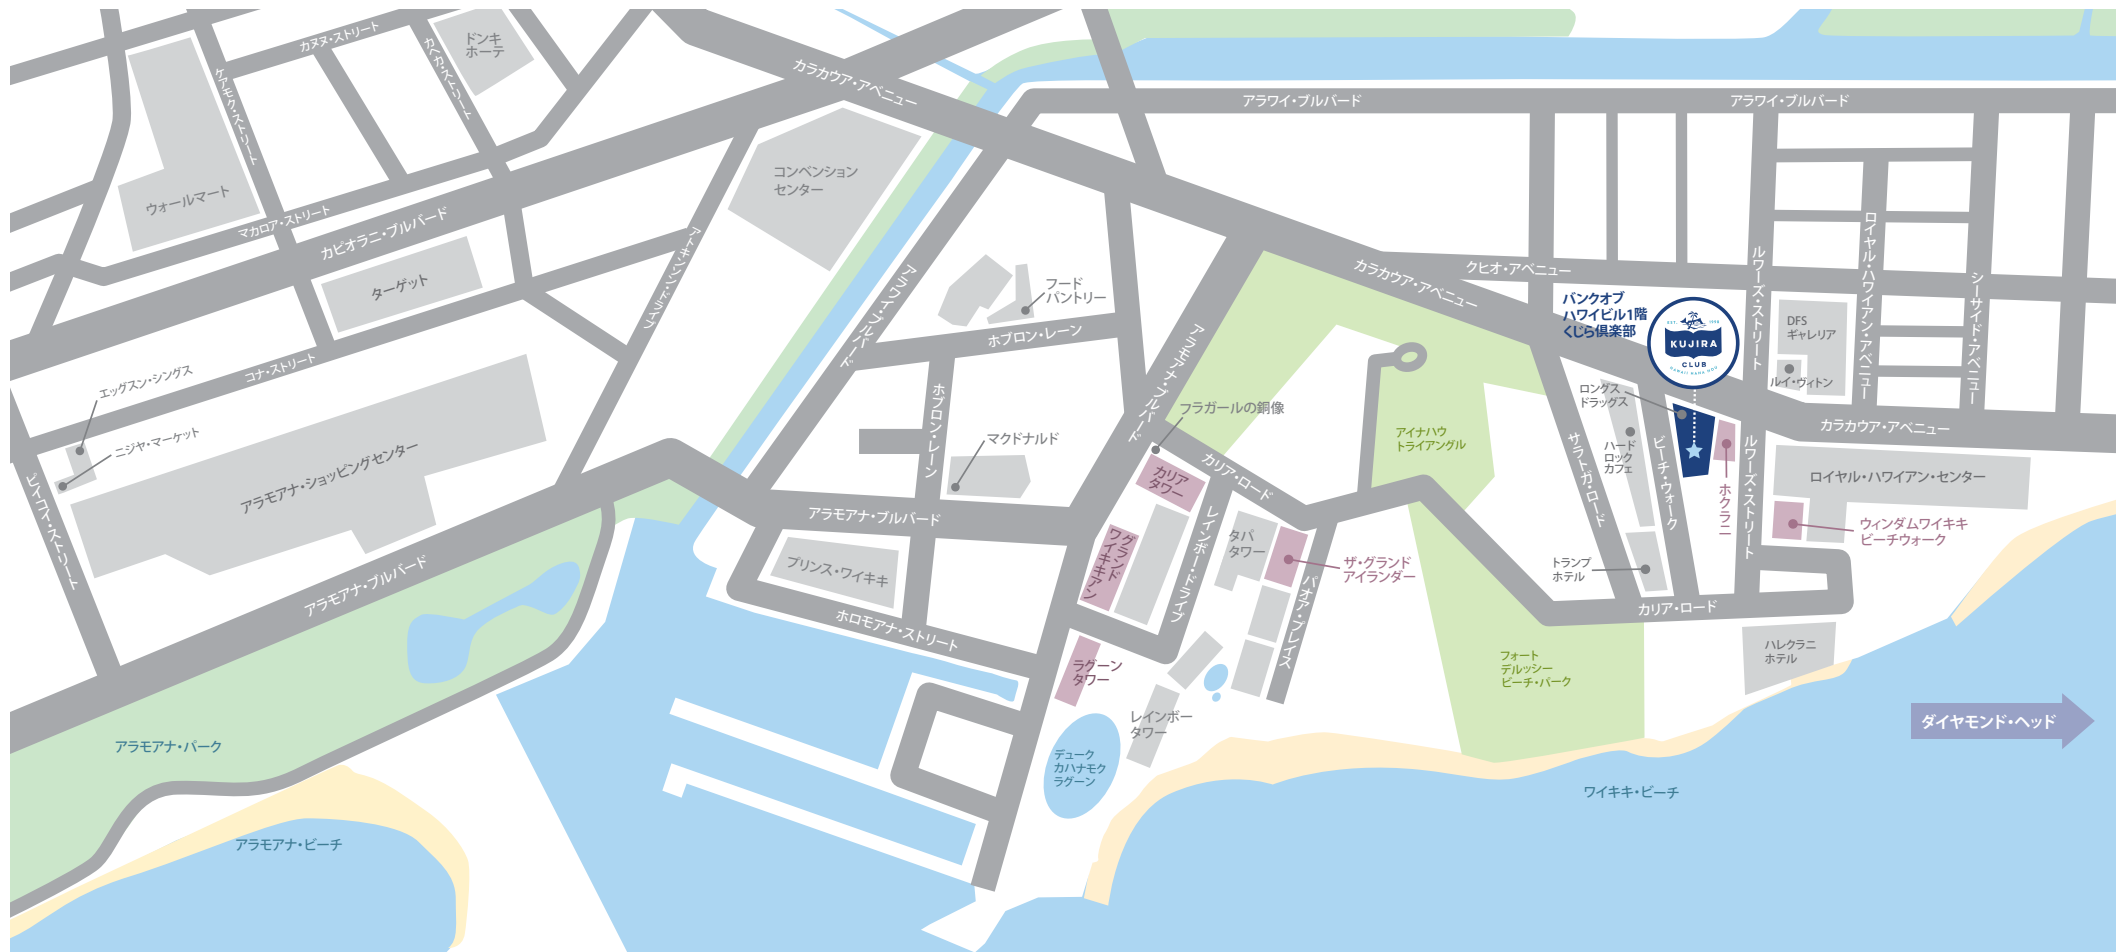 カヌヌ・ストリート
カヘカ・ストリート
ドンキ
ホーテ
ケアモク・ストリート
ウォールマート
マカロア・ストリート
カピオラニ・ブルバード
ターゲット
コナ・ストリート
エッグスン・シングス
ニジヤ・マーケット
ピイコイ・ストリート
アラモアナ・ショッピングセンター
アラモアナ・ブルバード
アラモアナ・パーク
アラモアナ・ビーチ
アトキンソン・ドライブ
コンベンション
センター
カラカウア・アベニュー
アラワイ・ブルバード
アラワイ・ブルバード
アラワイ・ブルバード
フード
パントリー
ホブロン・レーン
ホブロン・レーン
マクドナルド
アラモアナ・ブルバード
アラモアナ・ブルバード
プリンス・ワイキキ
ホロモアナ・ストリート
フラガールの銅像
カリア・ロード
カリア
タワー
グランド
ワイキキアン
レインボー・ドライブ
タパ
タワー
ザ・グランド
アイランダー
パオア・プレイス
ラグーン
タワー
レインボー
タワー
デューク
カハナモク
ラグーン
カラカウア・アベニュー
クヒオ・アベニュー
アイナハウ
トライアングル
フォート
デルッシー
ビーチ・パーク
バンクオブ
ハワイビル1階
くじら倶楽部
EST. 1998
KUJIRA
CLUB
HAWAII NANA HOU
ロングス
ドラッグス
ハード
ロック
カフェ
サラトガ・ロード
ビーチ・ウォーク
トランプ
ホテル
カリア・ロード
ホクラニ
ルワーズ・ストリート
ルワーズ・ストリート
DFS
ギャレリア
ルイ・ヴィトン
ロイヤル・ハワイアン・アベニュー
シーサイド・アベニュー
カラカウア・アベニュー
ロイヤル・ハワイアン・センター
ウィンダムワイキキ
ビーチウォーク
ハレクラニ
ホテル
ダイヤモンド・ヘッド
ワイキキ・ビーチ